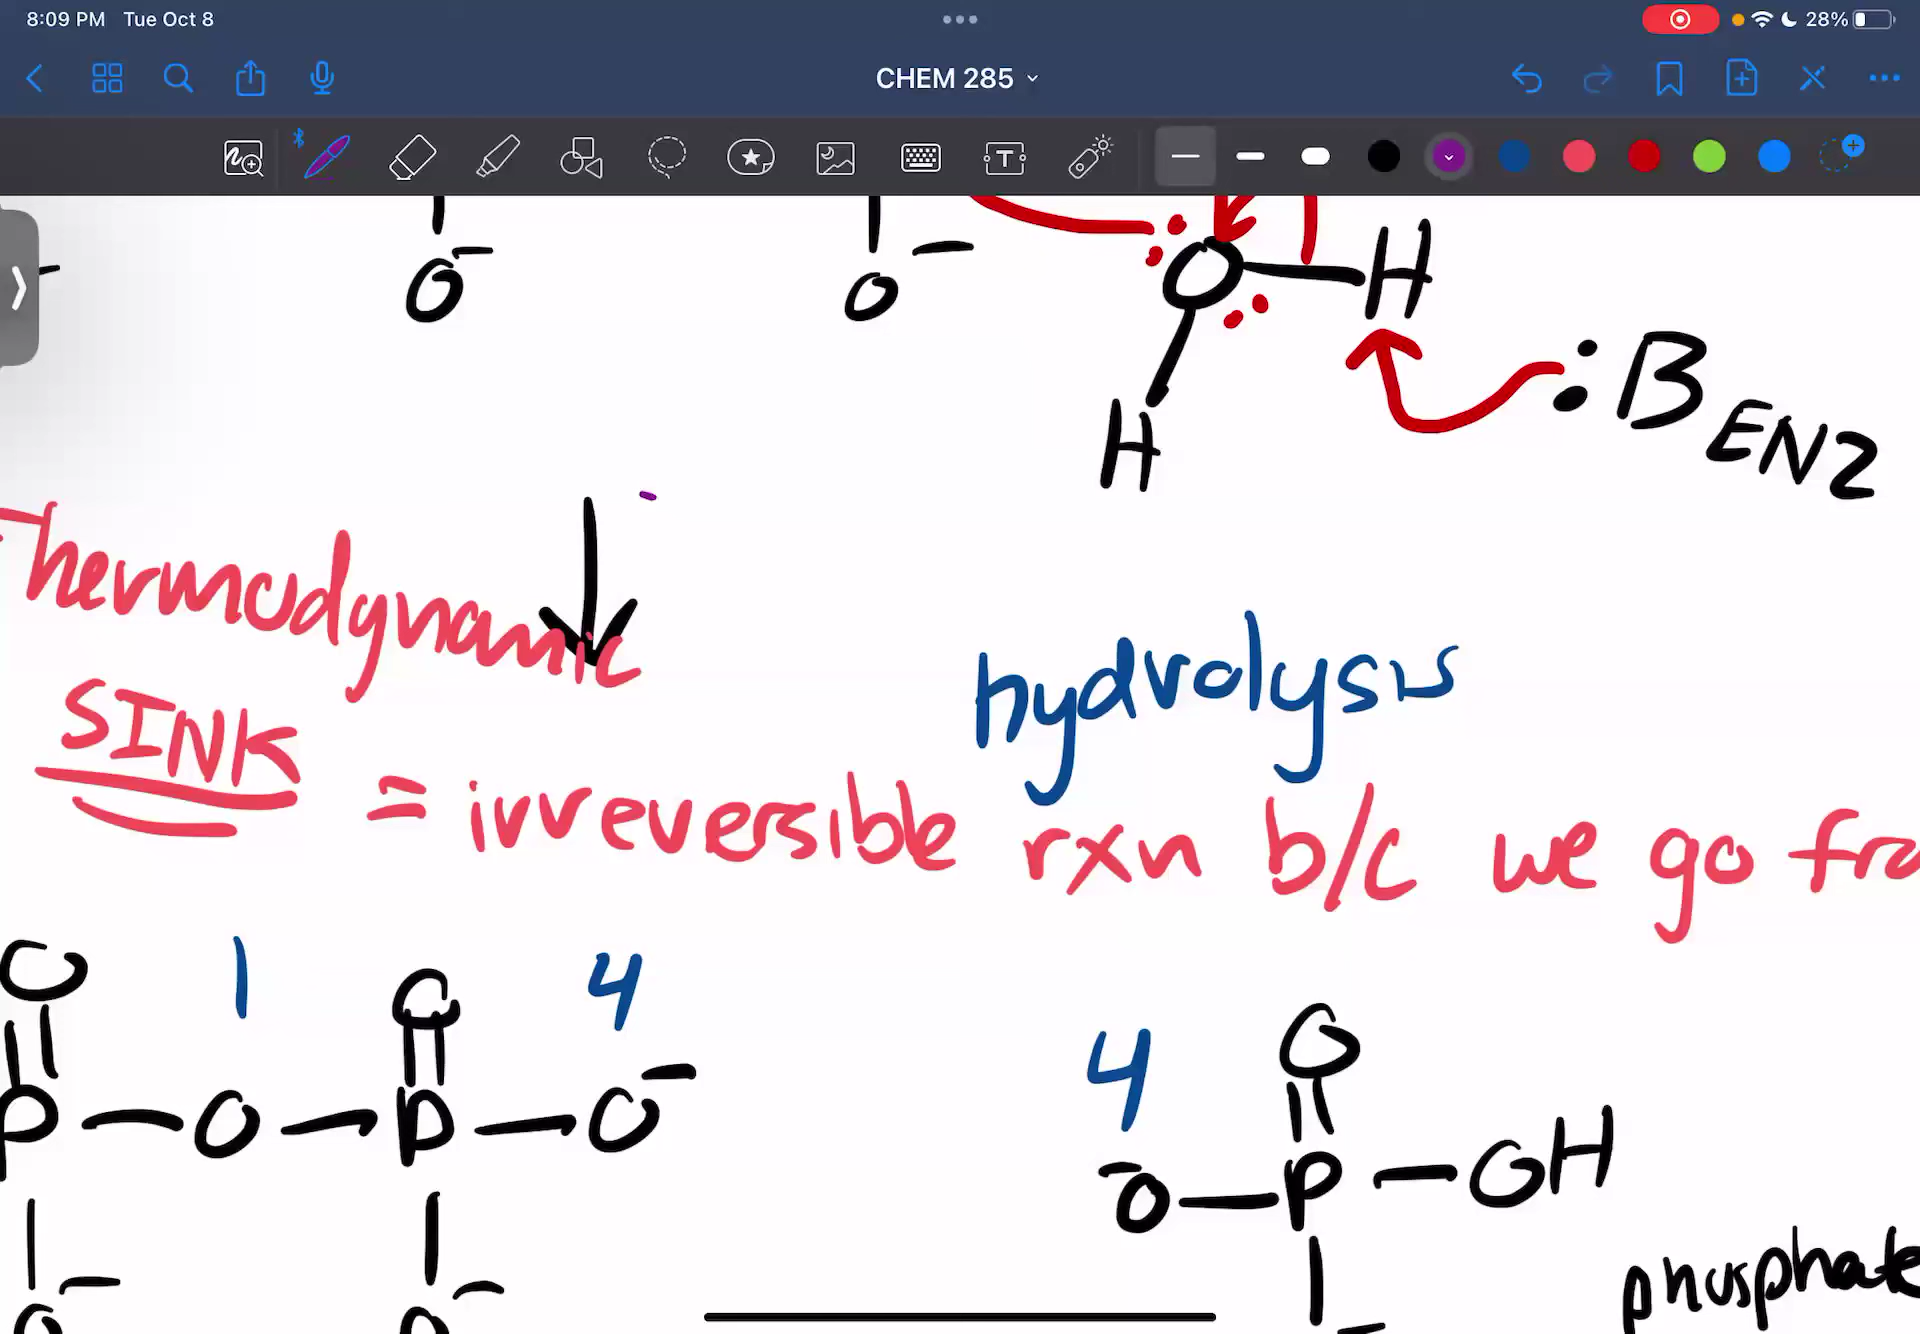 8:09 PM Tue Oct 8
28%
CHEM 285
T
O⁻
O⁻
O—H
H
:B ENZ
Thermodynamic
SINK
hydrolysis
= irreversible rxn b/c we go fro
O 1 O 4
P—O—P—O⁻
O⁻ O⁻
4 O
⁻O—P—OH
phosphate